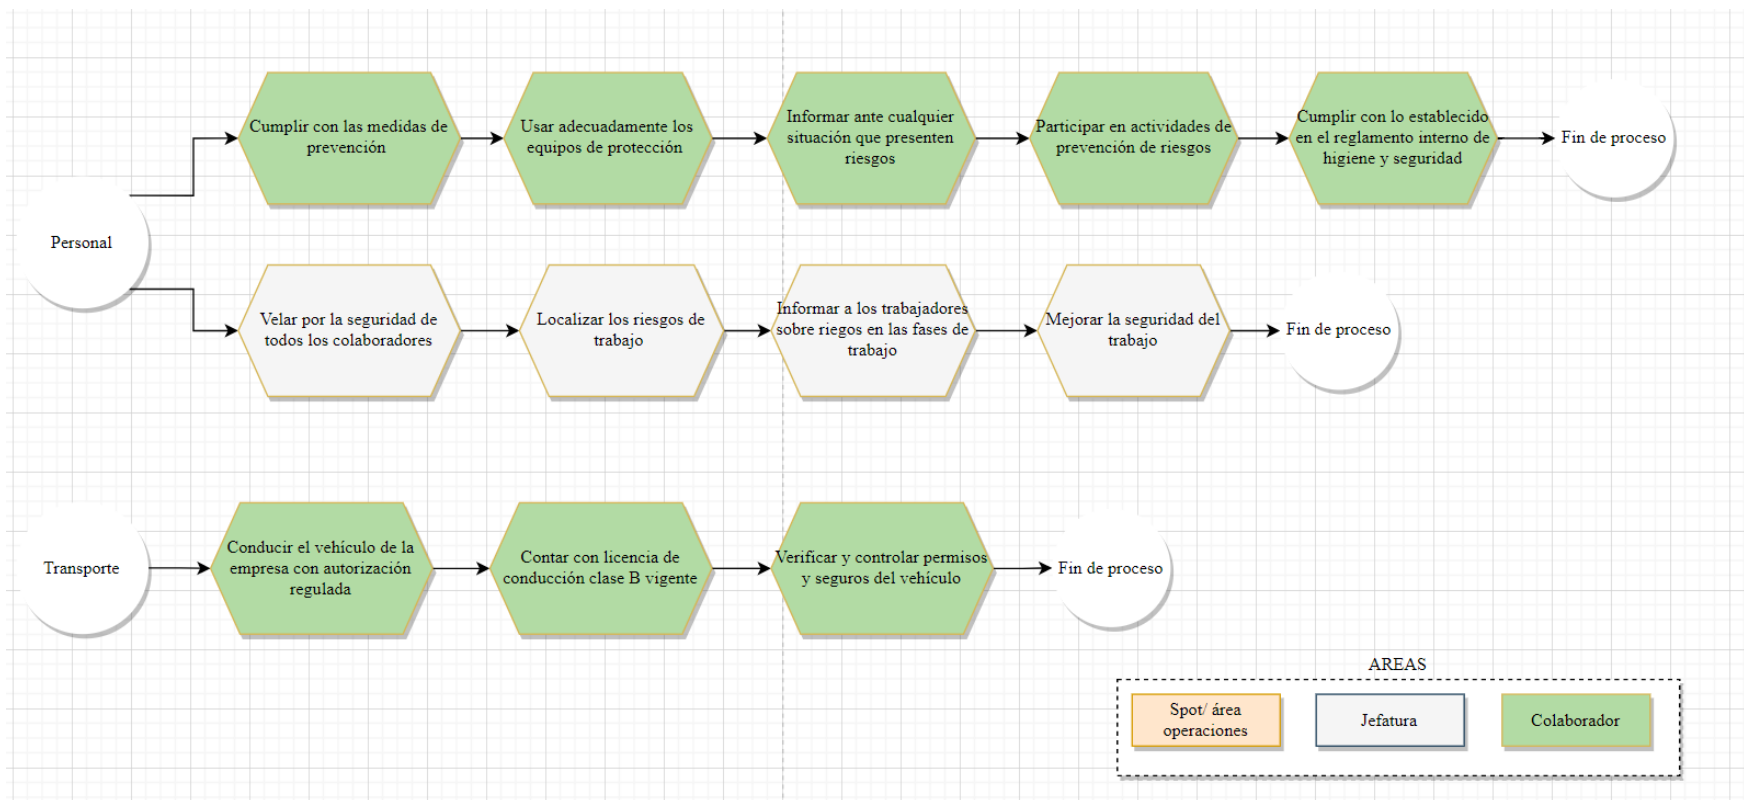 Cumplir con las medidas de
prevención
Usar adecuadamente los
equipos de protección
Informar ante cualquier
situación que presenten
riesgos
Participar en actividades de
prevención de riesgos
Cumplir con lo establecido
en el reglamento interno de
higiene y seguridad
Fin de proceso
Personal
Velar por la seguridad de
todos los colaboradores
Localizar los riesgos de
trabajo
Informar a los trabajadores
sobre riegos en las fases de
trabajo
Mejorar la seguridad del
trabajo
Fin de proceso
Transporte
Conducir el vehículo de la
empresa con autorización
regulada
Contar con licencia de
conducción clase B vigente
Verificar y controlar permisos
y seguros del vehículo
Fin de proceso
AREAS
Spot/ área
operaciones
Jefatura
Colaborador